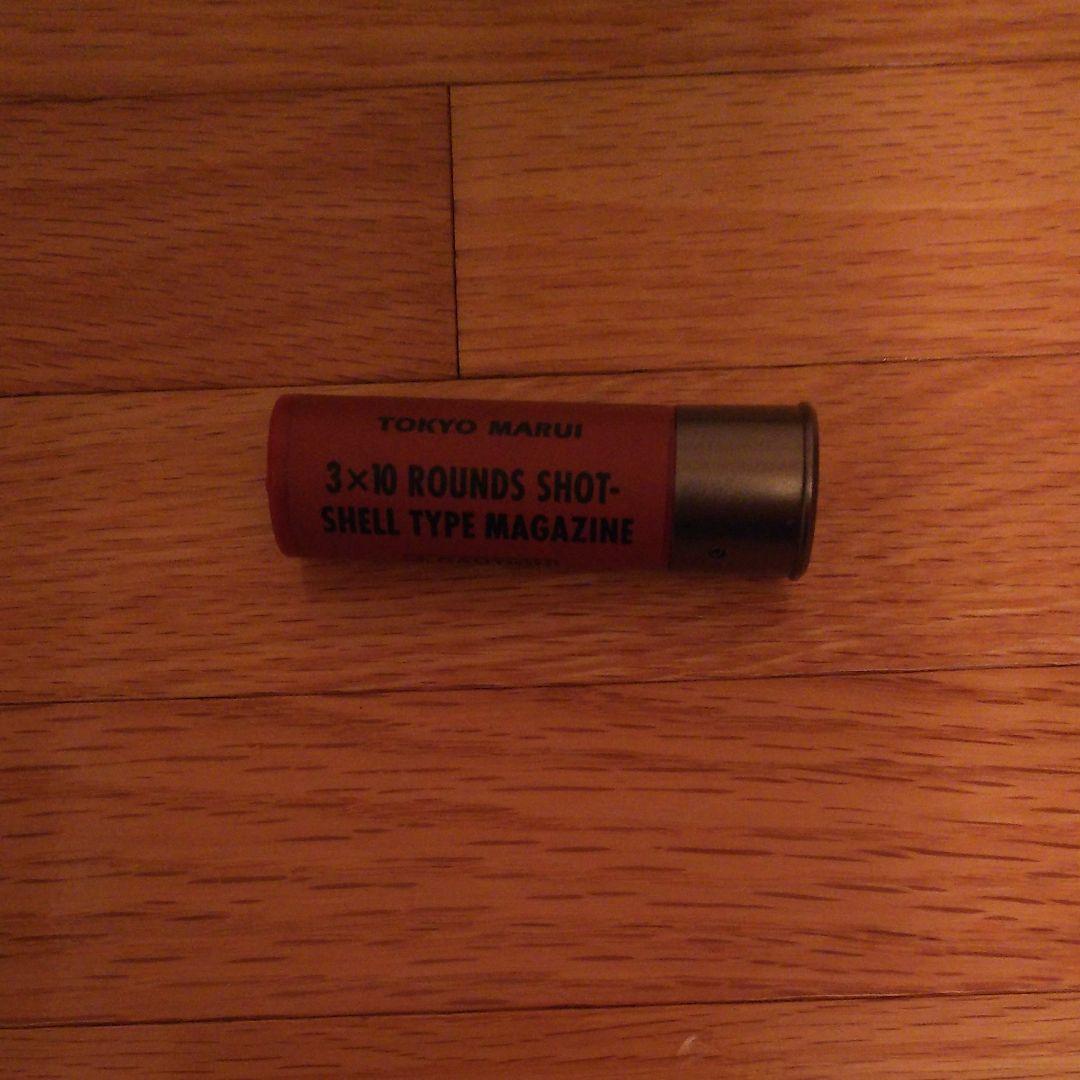 TOKYO MARUI
3×10 ROUNDS SHOT-
SHELL TYPE MAGAZINE